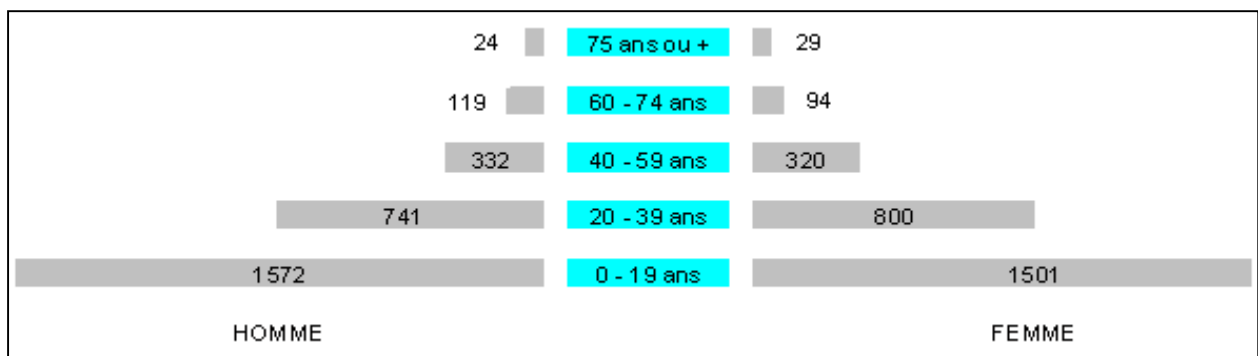 24 75 ans ou + 29
119 60 - 74 ans 94
332 40 - 59 ans 320
741 20 - 39 ans 800
1572 0 - 19 ans 1501
HOMME FEMME